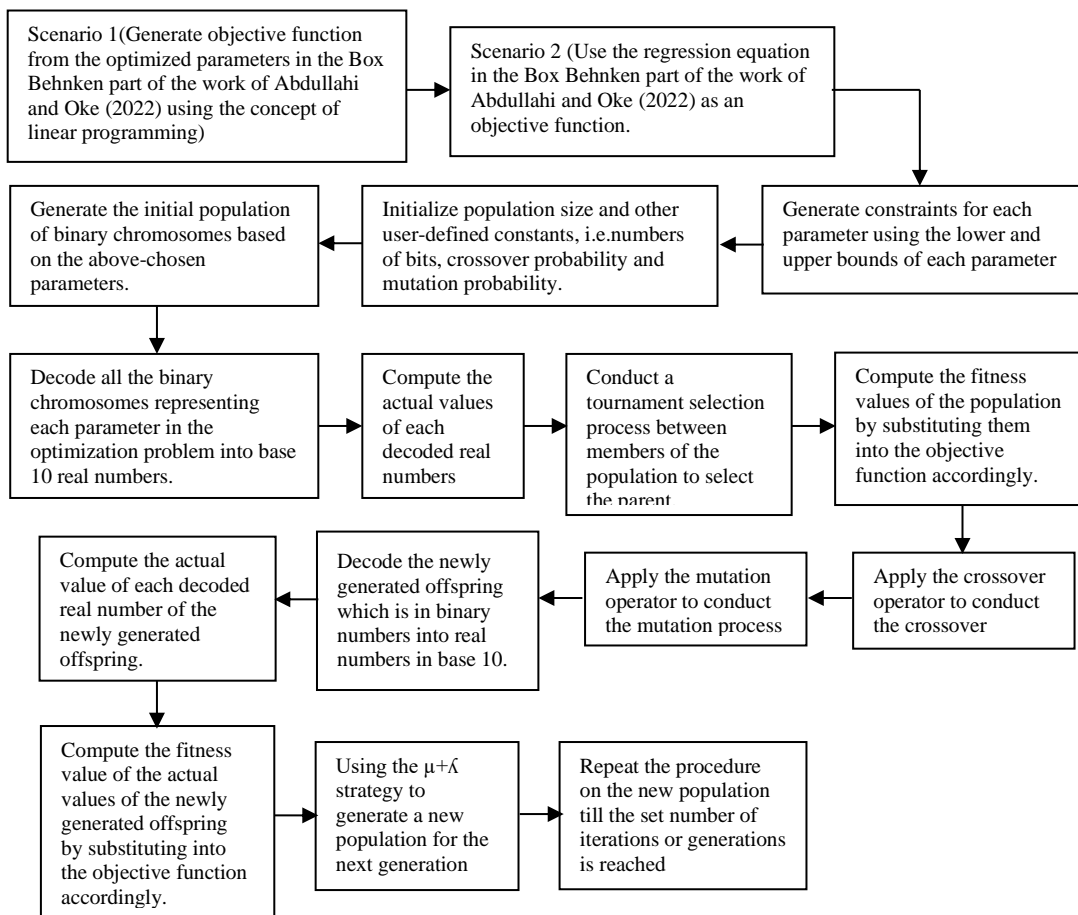 Scenario 1(Generate objective function
from the optimized parameters in the Box
Behnken part of the work of Abdullahi
and Oke (2022) using the concept of
linear programming)
Scenario 2 (Use the regression equation
in the Box Behnken part of the work of
Abdullahi and Oke (2022) as an
objective function.
Generate constraints for each
parameter using the lower and
upper bounds of each parameter
Initialize population size and other
user-defined constants, i.e.numbers
of bits, crossover probability and
mutation probability.
Generate the initial population
of binary chromosomes based
on the above-chosen
parameters.
Decode all the binary
chromosomes representing
each parameter in the
optimization problem into base
10 real numbers.
Compute the
actual values
of each
decoded real
numbers
Conduct a
tournament selection
process between
members of the
population to select
the parent
Compute the fitness
values of the population
by substituting them
into the objective
function accordingly.
Apply the crossover
operator to conduct
the crossover
Apply the mutation
operator to conduct
the mutation process
Decode the newly
generated offspring
which is in binary
numbers into real
numbers in base 10.
Compute the actual
value of each decoded
real number of the
newly generated
offspring.
Compute the fitness
value of the actual
values of the newly
generated offspring
by substituting into
the objective function
accordingly.
Using the µ+ʎ
strategy to
generate a new
population for the
next generation
Repeat the procedure
on the new population
till the set number of
iterations or generations
is reached